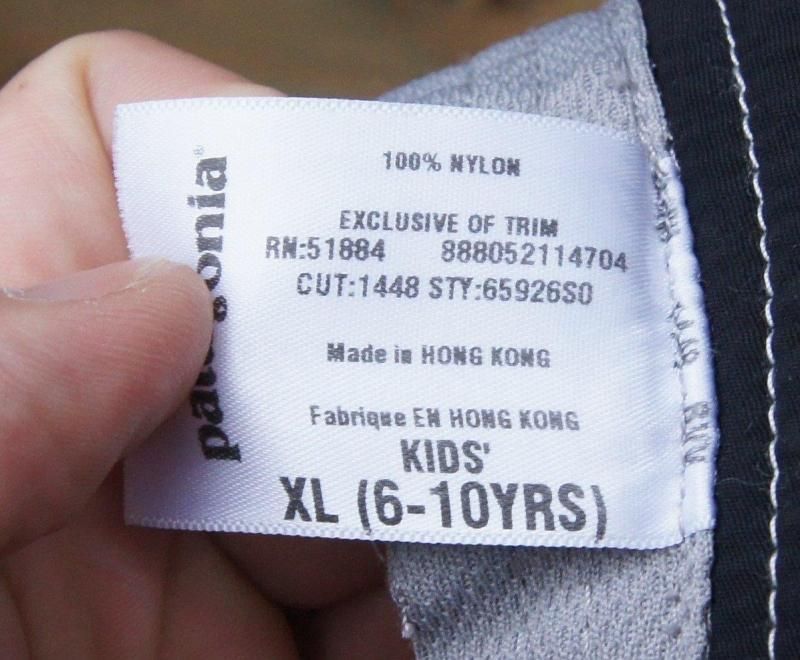 100% NYLON
EXCLUSIVE OF TRIM
RN:51884 888052114704
CUT:1448 STY:65926S0
Made in HONG KONG
Fabrique EN HONG KONG
KIDS'
XL (6-10YRS)